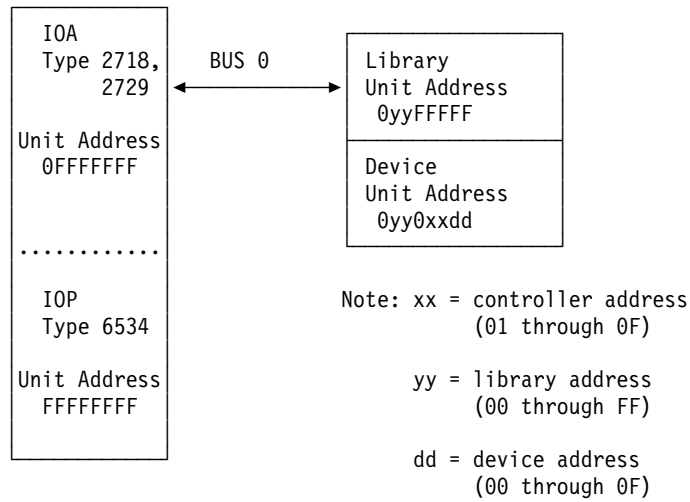 IOA
Type 2718,
2729
Unit Address
0FFFFFFF
............
IOP
Type 6534
Unit Address
FFFFFFFF
BUS 0
Library
Unit Address
0yyFFFFF
Device
Unit Address
0yy0xxdd
Note: xx = controller address
(01 through 0F)
yy = library address
(00 through FF)
dd = device address
(00 through 0F)